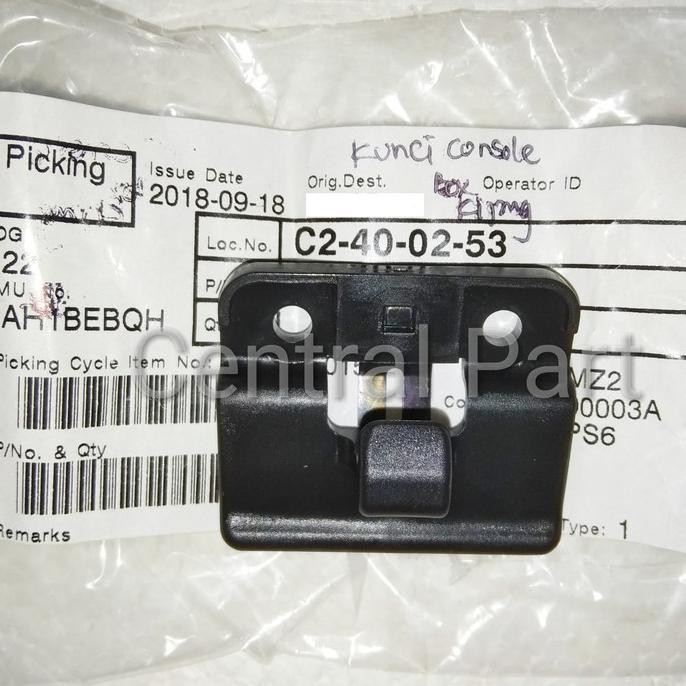 Picking
Issue Date
2018-09-18
Kunci console
Orig.Dest.
Box
Operator ID
Loc.No.
C2-40-02-53
22
P/
AH1BEBQH
Central Part
Picking Cycle Item No.:
MZ2
00003A
PS6
P/No. & Qty
Remarks
Type: 1